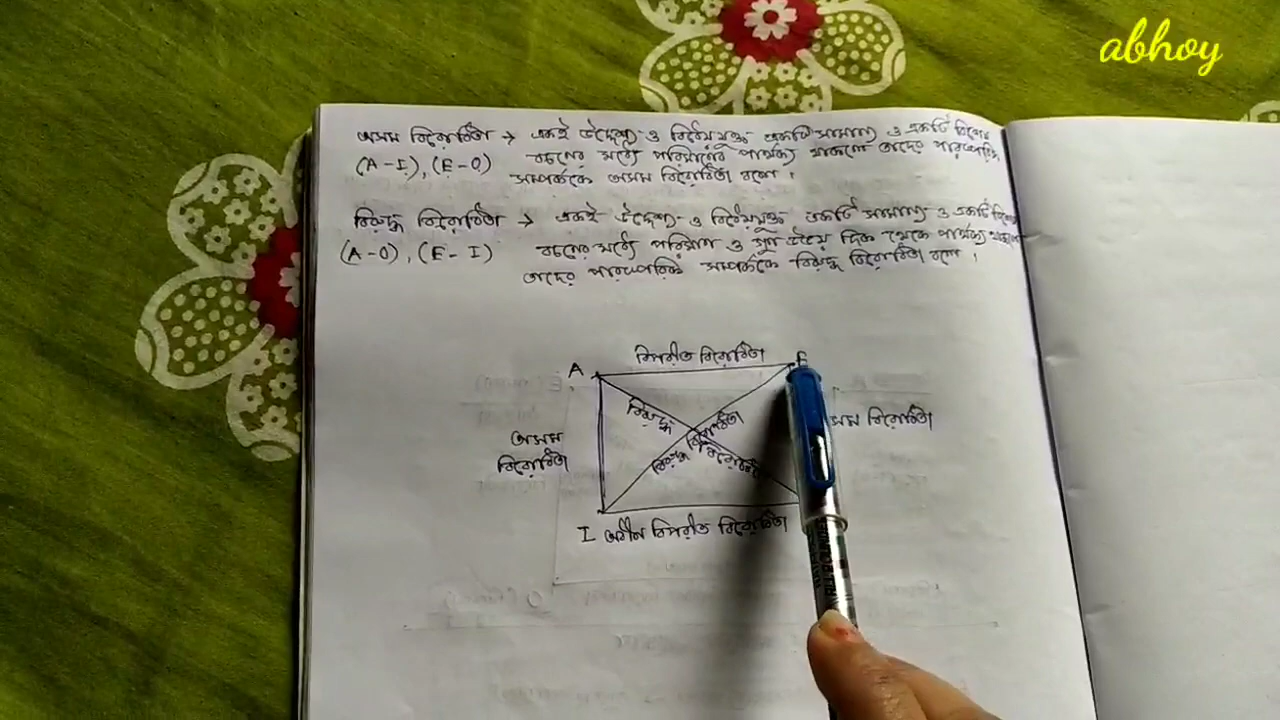 abhoy
অসম বিরোধিতা → একই উদ্দেশ্য ও বিধেয়যুক্ত একটি সামান্য ও একটি বিশেষ
(A-I), (E-O) বচনের মধ্যে পরিমাণের পার্থক্য থাকলে তাদের পারস্পরিক
সম্পর্ককে অসম বিরোধিতা বলে।
বিরুদ্ধ বিরোধিতা → একই উদ্দেশ্য ও বিধেয়যুক্ত একটি সামান্য ও একটি বিশেষ
(A-O), (E-I) বচনের মধ্যে পরিমাণ ও গুণ উভয় দিক থেকে পার্থক্য থাকলে
তাদের পারস্পরিক সম্পর্ককে বিরুদ্ধ বিরোধিতা বলে।
বিপরীত বিরোধিতা
A E
বিরুদ্ধ বিরোধিতা
বিরুদ্ধ বিরোধিতা
অসম
বিরোধিতা
সম বিরোধিতা
I অধীন বিপরীত বিরোধিতা